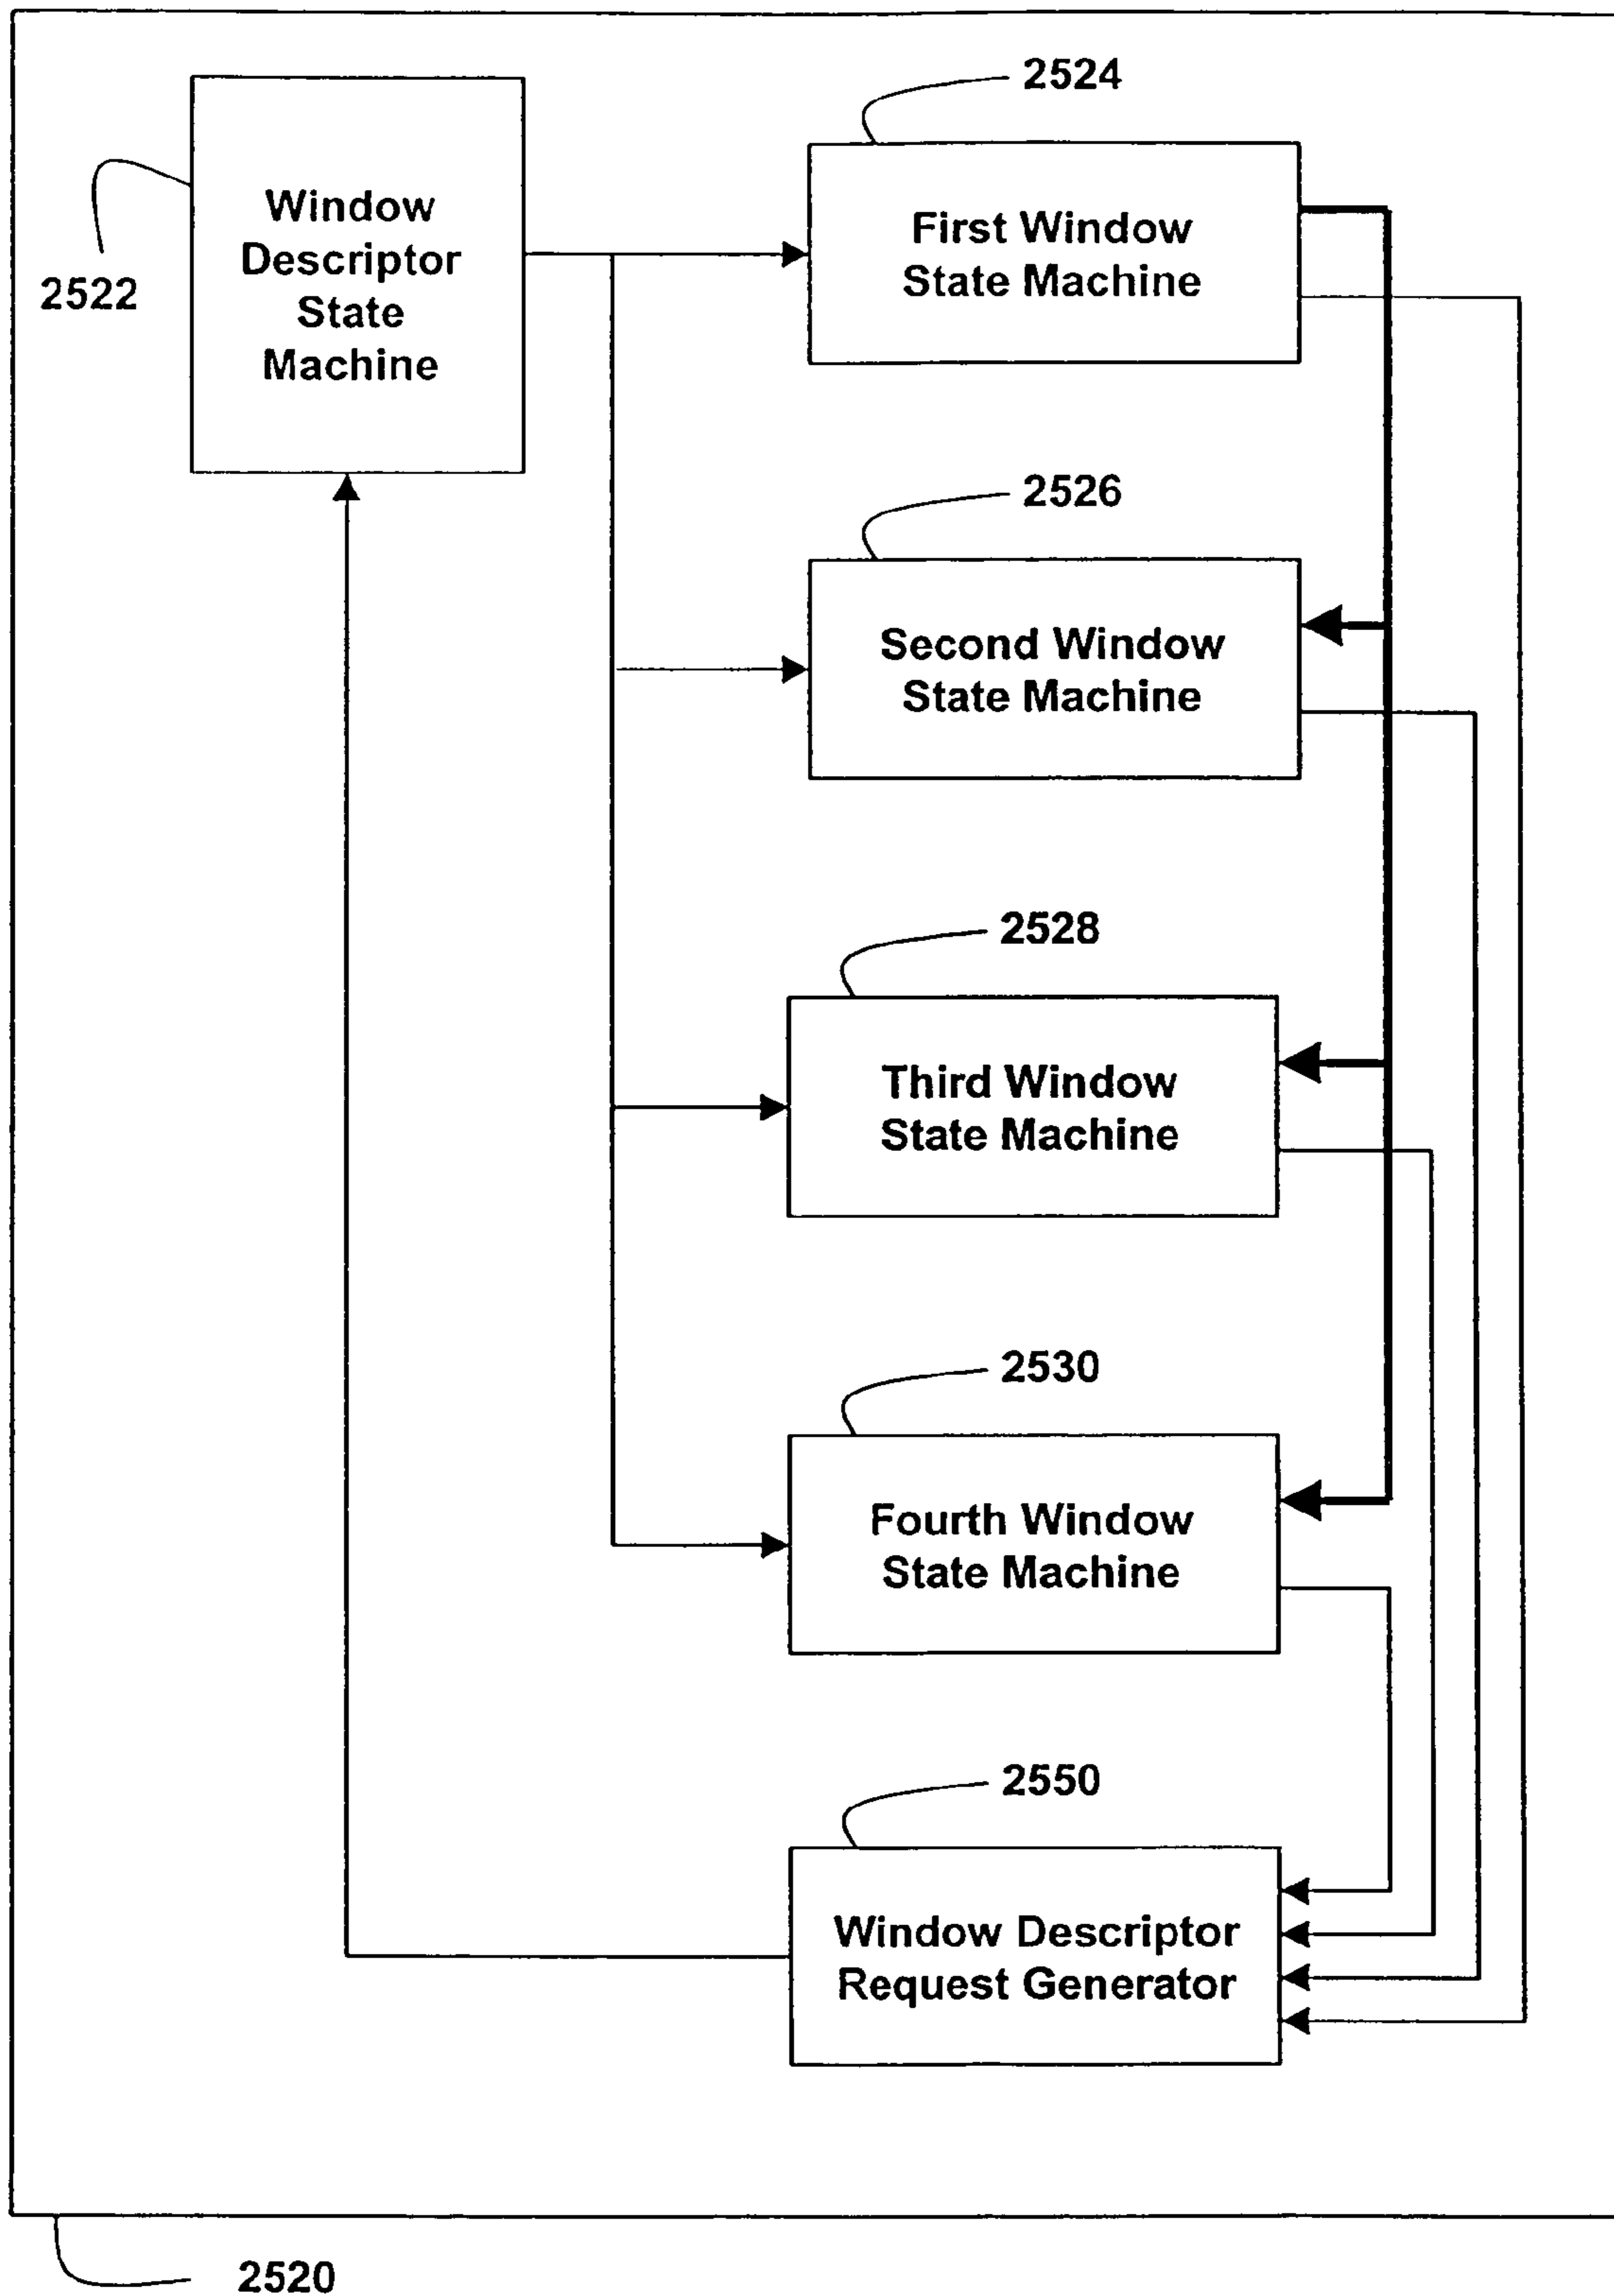 2524
Window
Descriptor
State
Machine
2522
First Window
State Machine
2526
Second Window
State Machine
2528
Third Window
State Machine
2530
Fourth Window
State Machine
2550
Window Descriptor
Request Generator
2520